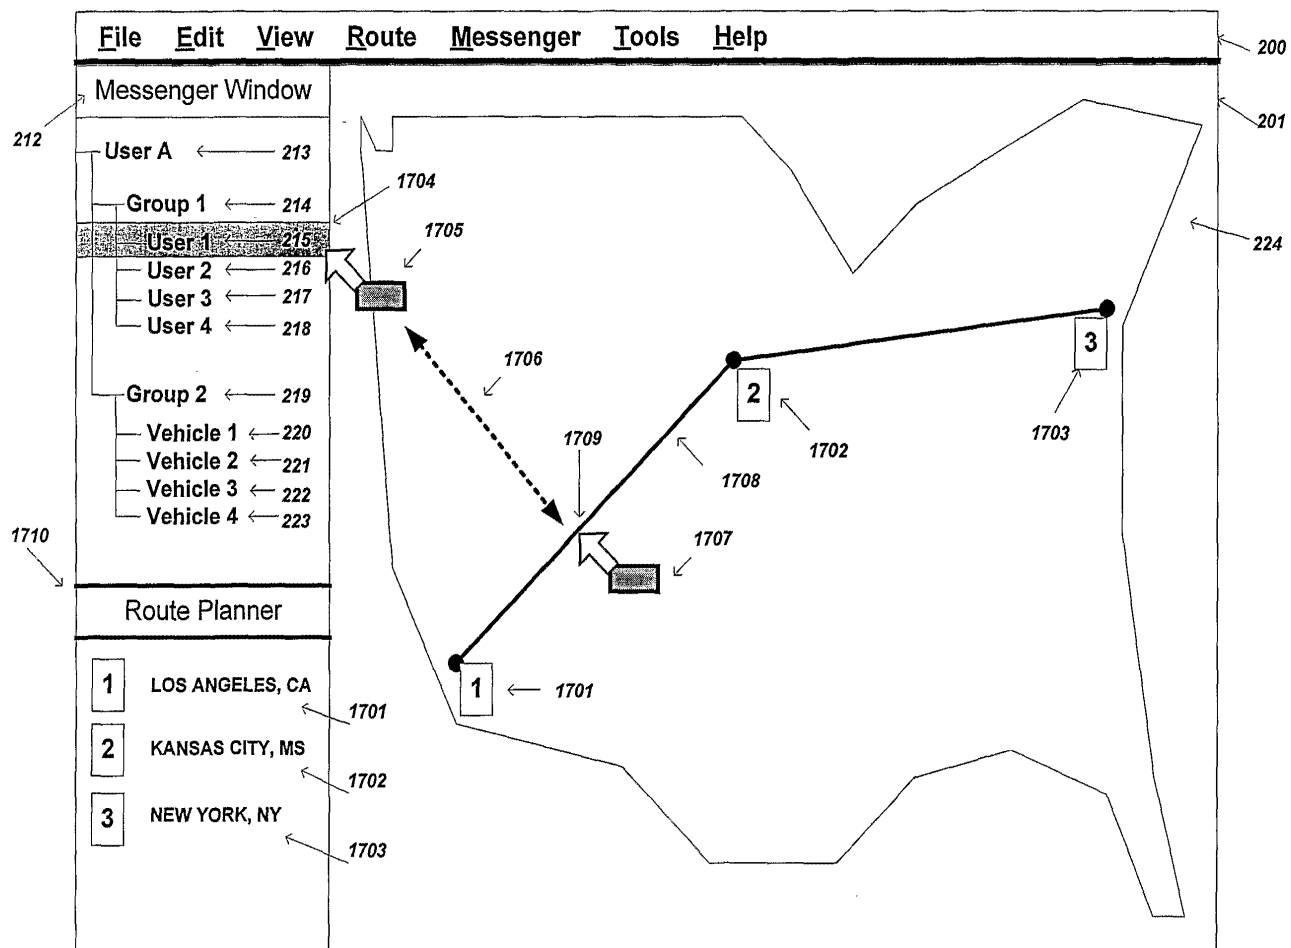 File Edit View Route Messenger Tools Help
200
Messenger Window
201
212
User A 213
1704
Group 1 214
1705
224
User 1 215
User 2 216
User 3 217
User 4 218
3
1706
2
Group 2 219
1703
1709
1702
Vehicle 1 220
Vehicle 2 221
1708
Vehicle 3 222
Vehicle 4 223
1710
1707
Route Planner
1 LOS ANGELES, CA
1 1701
1701
2 KANSAS CITY, MS
1702
3 NEW YORK, NY
1703